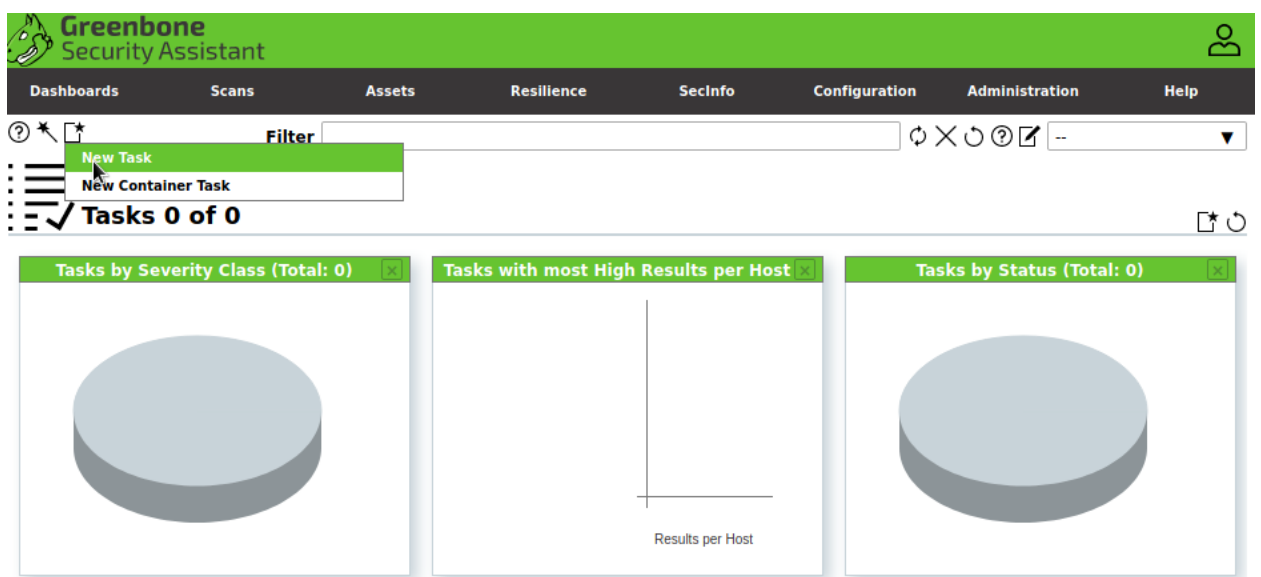 Greenbone
Security Assistant
Dashboards Scans Assets Resilience SecInfo Configuration Administration Help
Filter --
New Task
New Container Task
Tasks 0 of 0
Tasks by Severity Class (Total: 0) Tasks with most High Results per Host Tasks by Status (Total: 0)
Results per Host